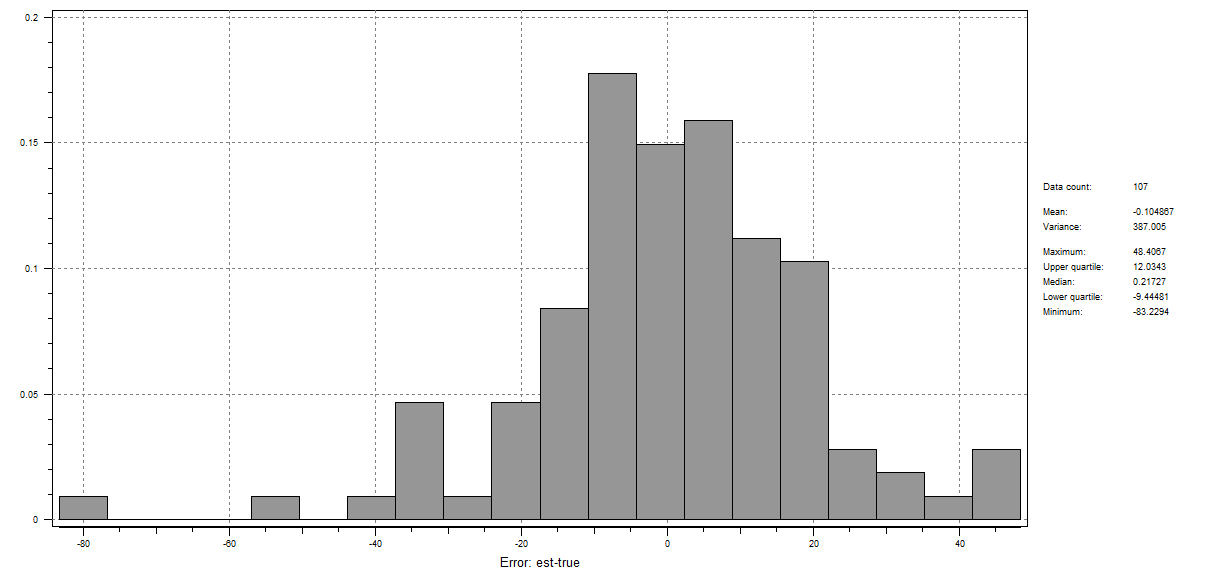 0.2
0.15
0.1
0.05
0
-80 -60 -40 -20 0 20 40
Error: est-true
Data count: 107
Mean: -0.104867
Variance: 387.005
Maximum: 48.4067
Upper quartile: 12.0343
Median: 0.21727
Lower quartile: -9.44481
Minimum: -83.2294